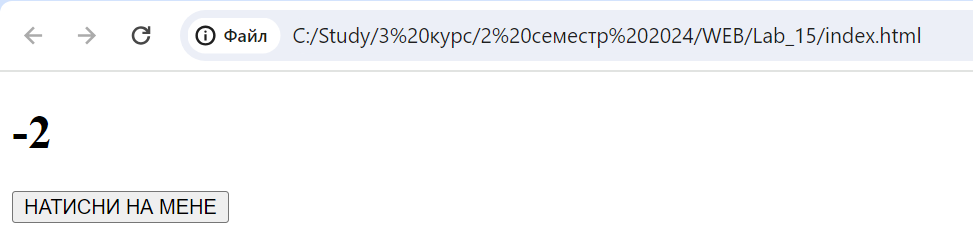 Файл C:/Study/3%20курс/2%20семестр%202024/WEB/Lab_15/index.html
-2
НАТИСНИ НА МЕНЕ